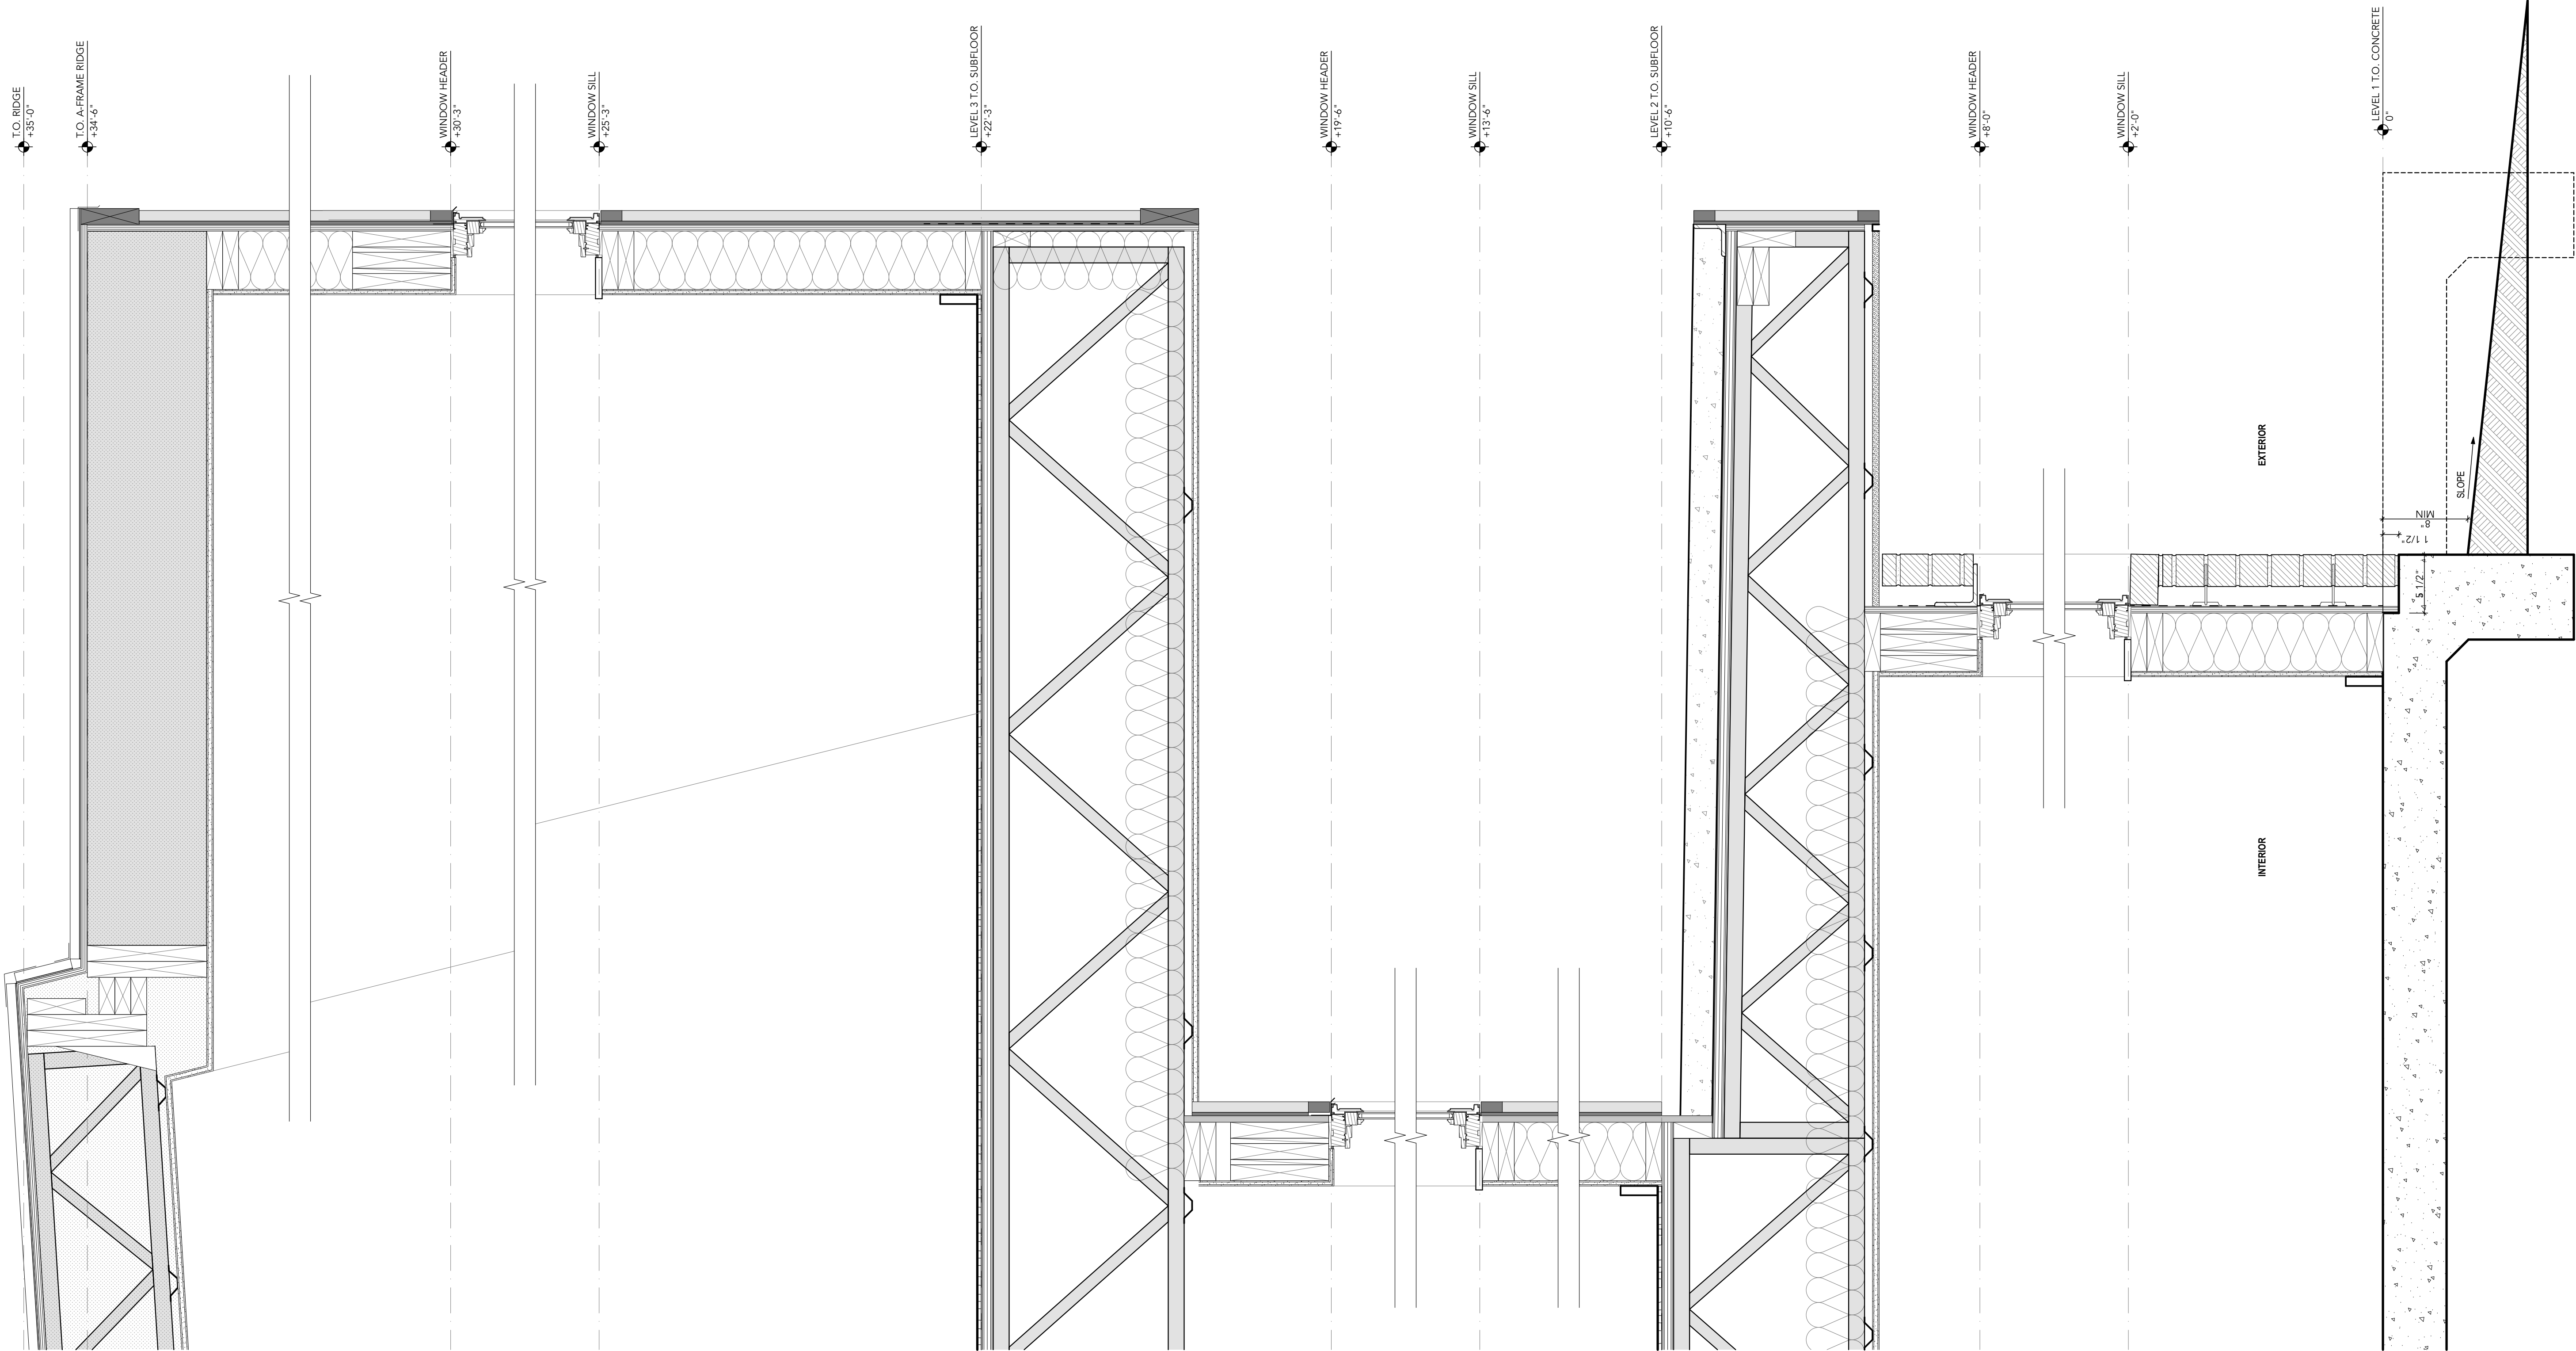 T.O. RIDGE
+35'-0"
T.O. A-FRAME RIDGE
+34'-6"
WINDOW HEADER
+30'-3"
WINDOW SILL
+25'-3"
LEVEL 3 T.O. SUBFLOOR
+22'-3"
WINDOW HEADER
+19'-6"
WINDOW SILL
+13'-6"
LEVEL 2 T.O. SUBFLOOR
+10'-6"
WINDOW HEADER
+8'-0"
WINDOW SILL
+2'-0"
LEVEL 1 T.O. CONCRETE
0"
EXTERIOR
INTERIOR
SLOPE
8"
MIN
1 1/2"
5 1/2"